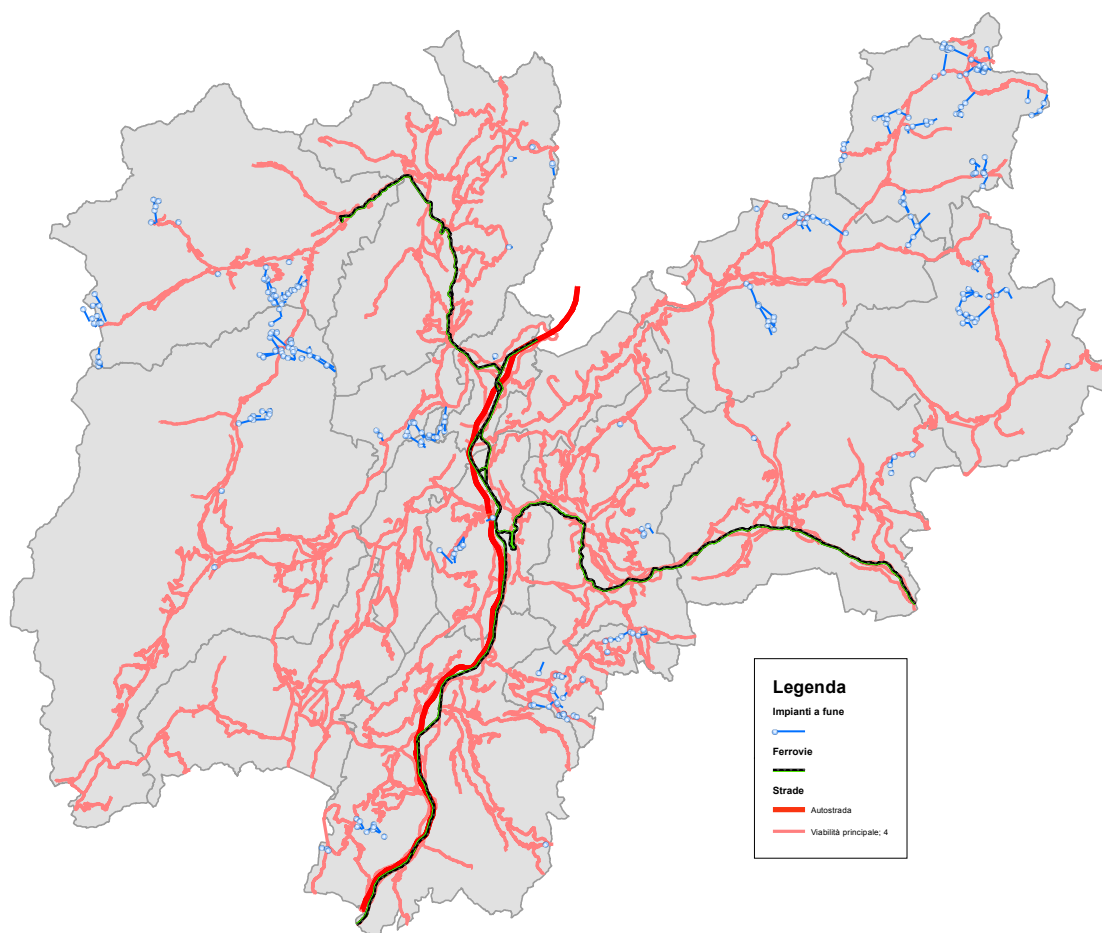 Legenda
Impianti a fune
Ferrovie
Strade
Autostrada
Viabilità principale; 4